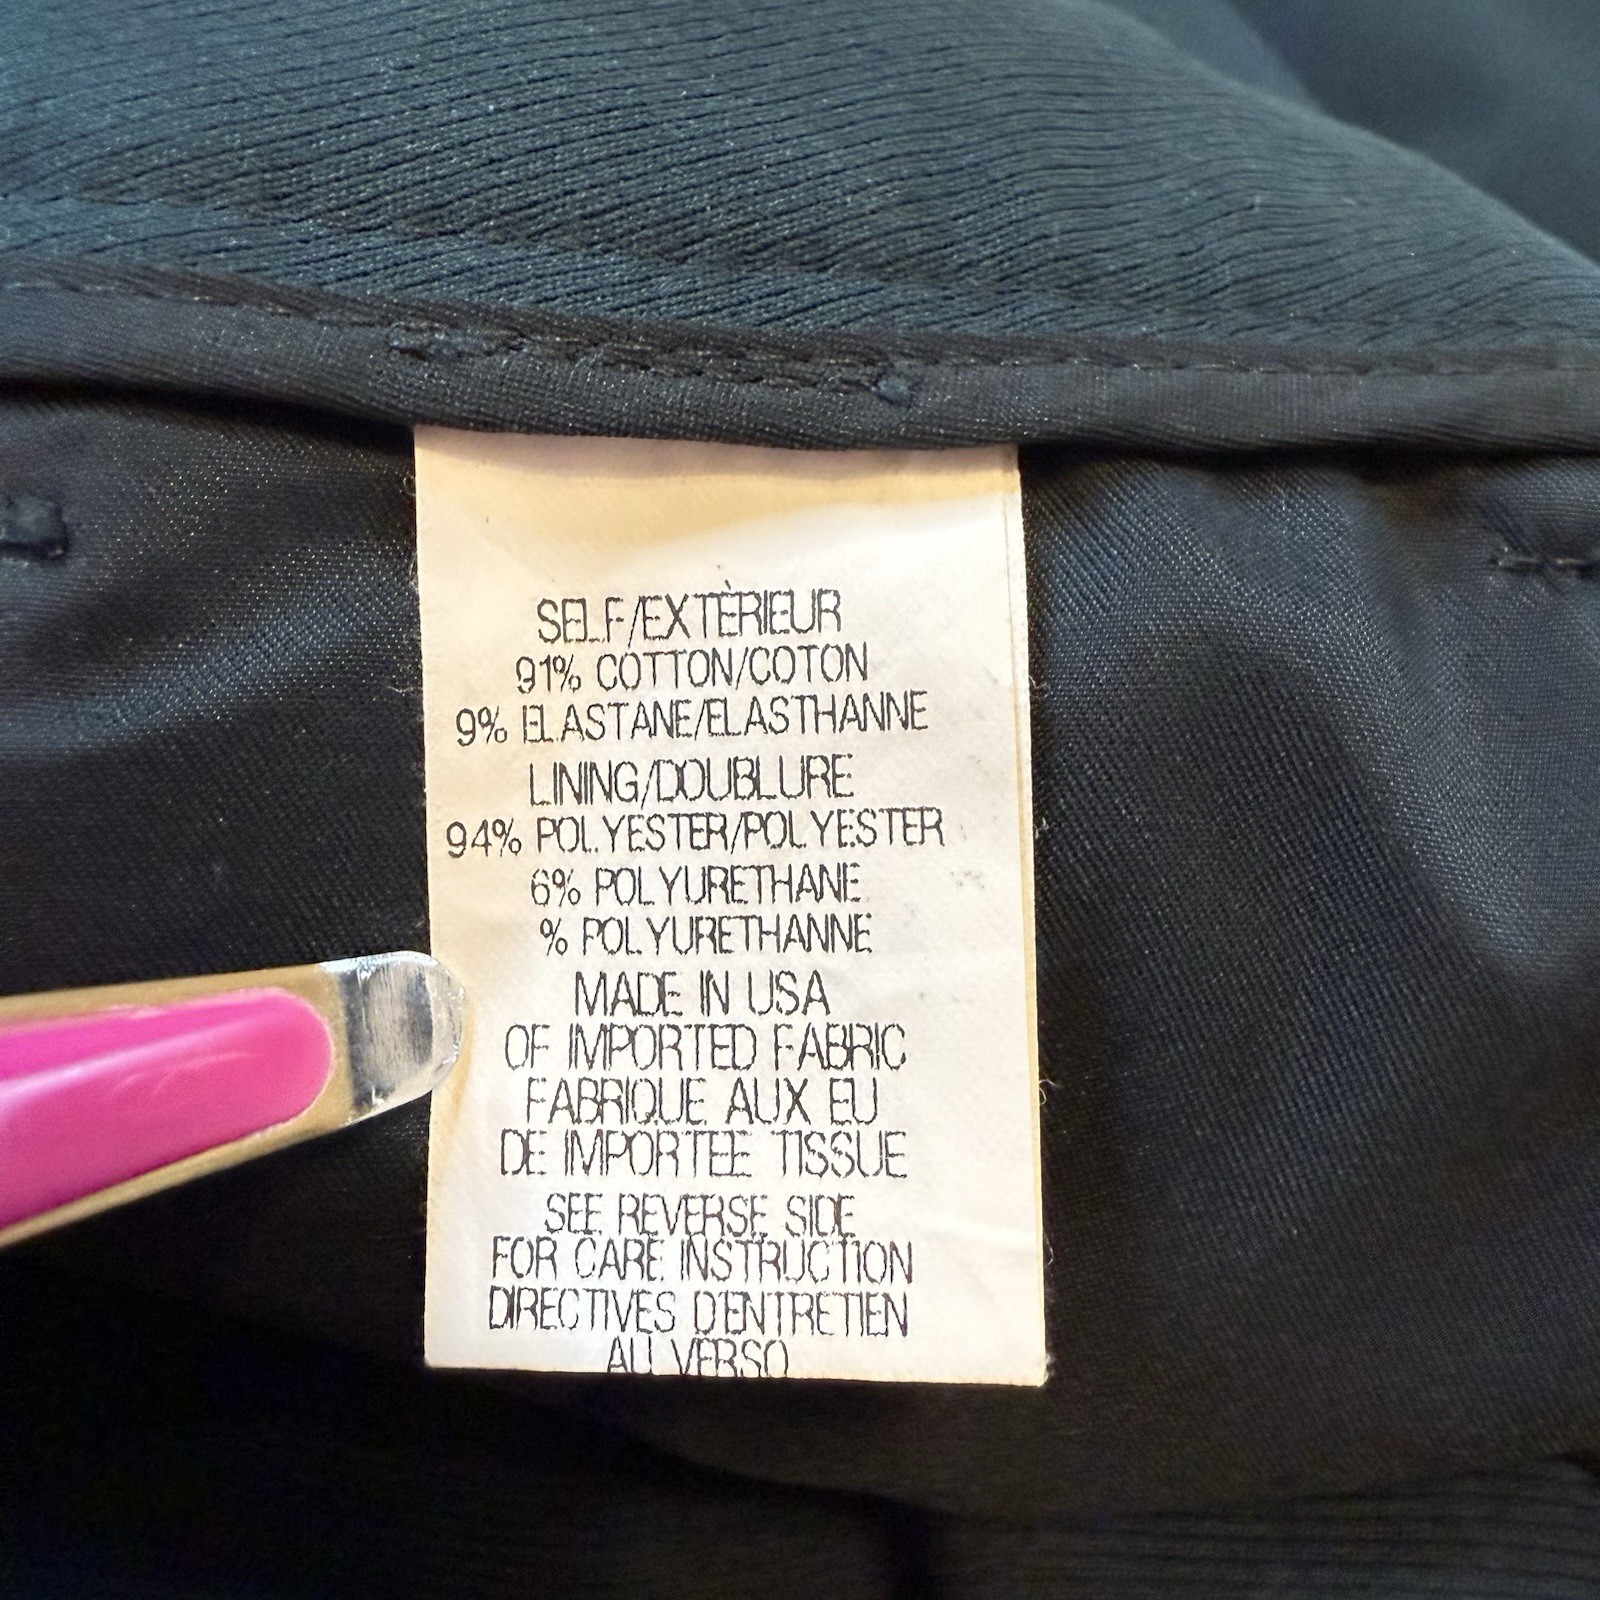 SELF/EXTÈRIEUR
91% COTTON/COTON
9% ELASTANE/ELASTHANNE
LINING/DOUBLURE
94% POLYESTER/POLYESTER
6% POLYURETHANE
% POLYURETHANNE
MADE IN USA
OF IMPORTED FABRIC
FABRIQUE AUX EU
DE IMPORTEE TISSUE
SEE REVERSE SIDE
FOR CARE INSTRUCTION
DIRECTIVES D'ENTRETIEN
AU VERSO